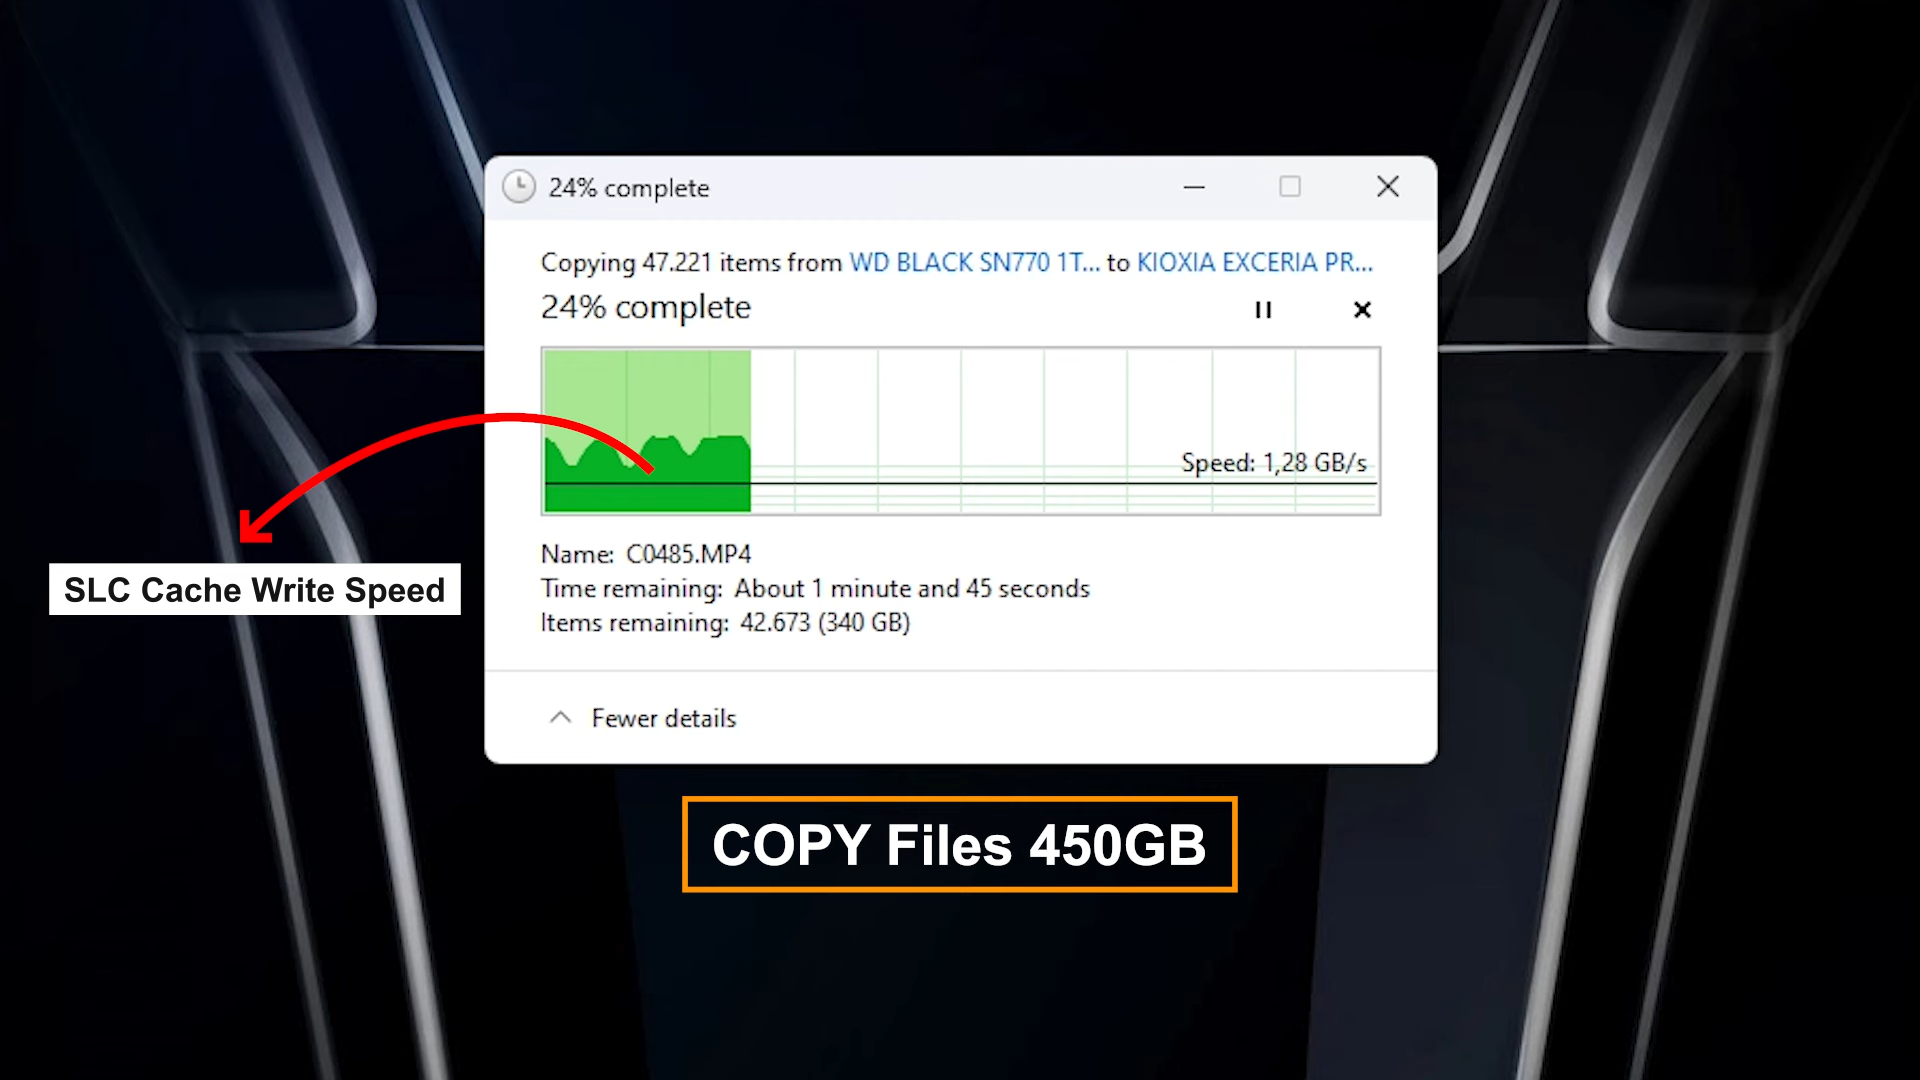 24% complete
Copying 47.221 items from WD BLACK SN770 1T... to KIOXIA EXCERIA PR...
24% complete
Speed: 1,28 GB/s
SLC Cache Write Speed
Name: C0485.MP4
Time remaining: About 1 minute and 45 seconds
Items remaining: 42.673 (340 GB)
Fewer details
COPY Files 450GB